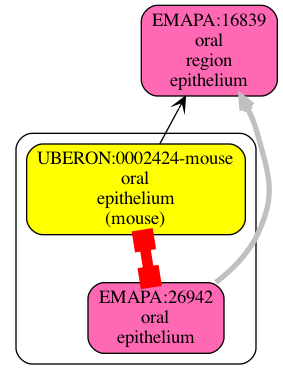 EMAPA:16839
oral
region
epithelium
UBERON:0002424-mouse
oral
epithelium
(mouse)
EMAPA:26942
oral
epithelium